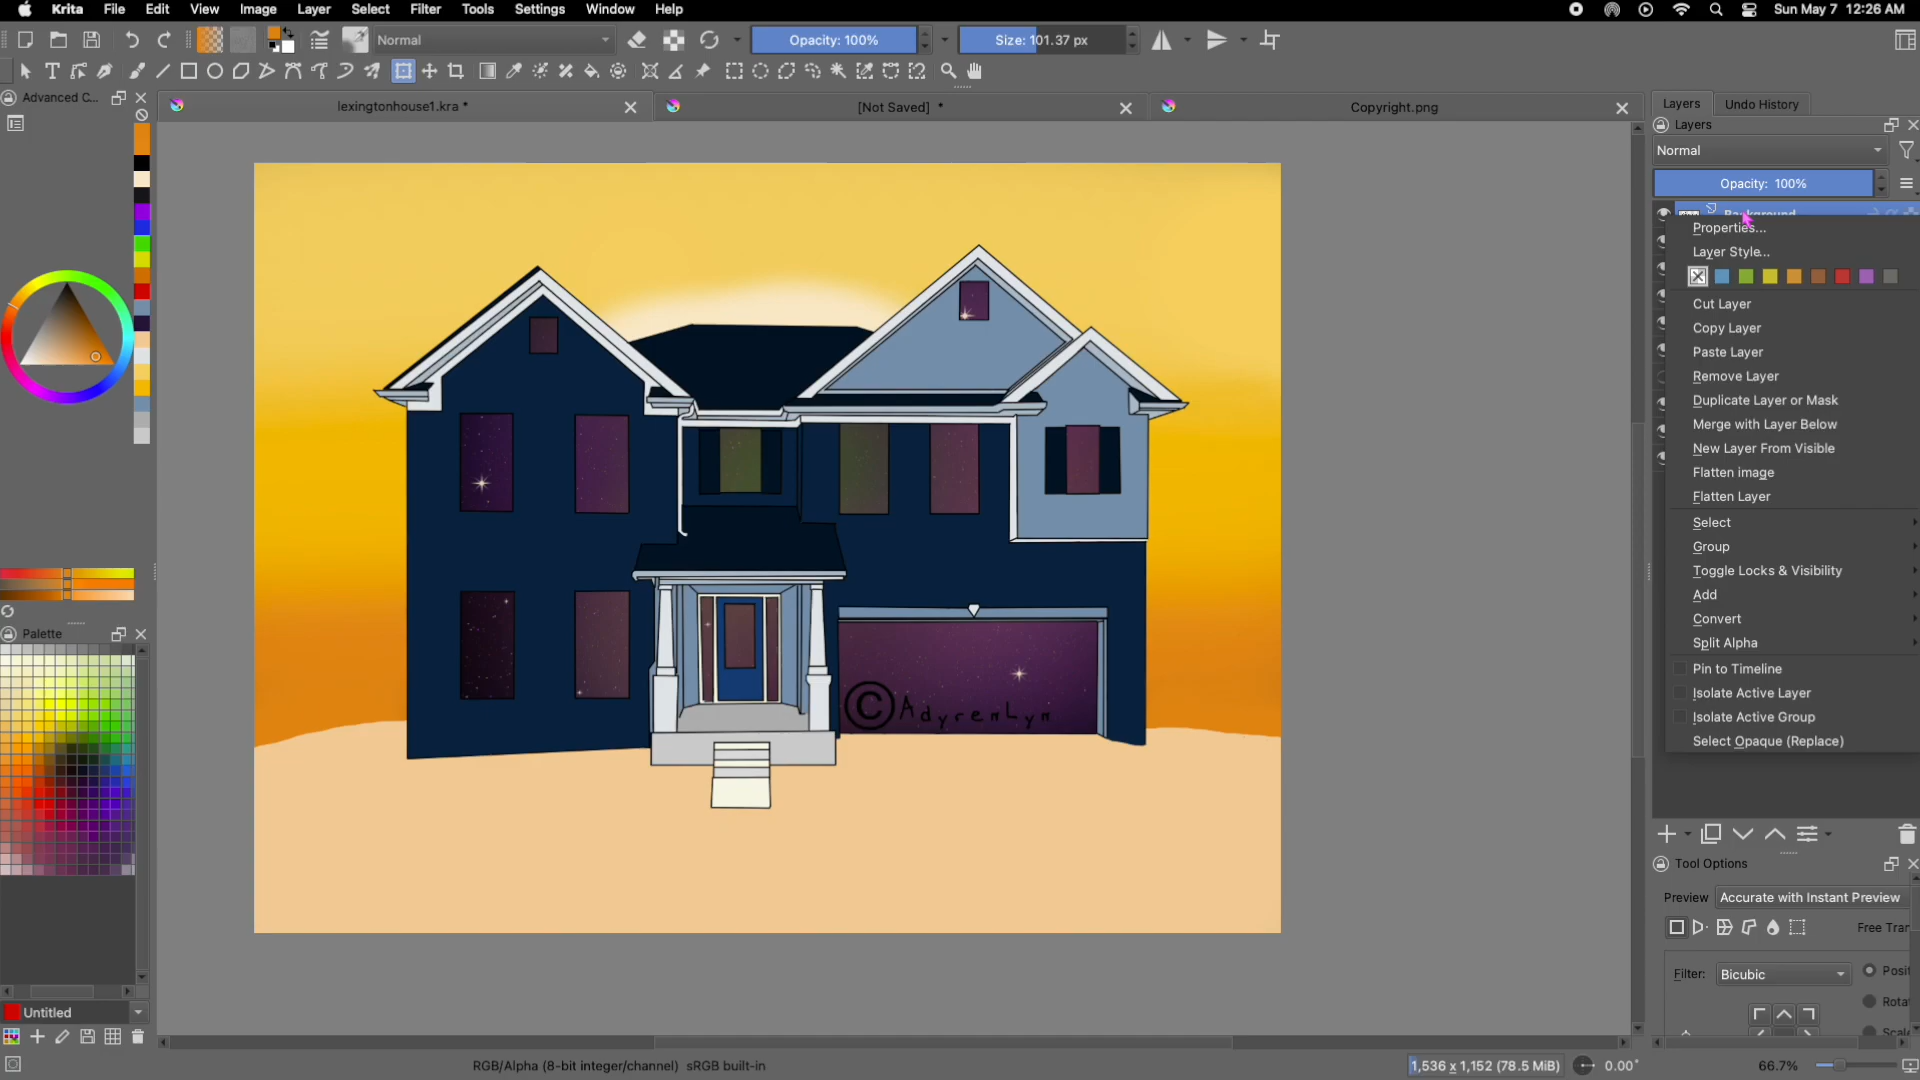 Krita File Edit View Image Layer Select Filter Tools Settings Window Help Sun May 7 12:26 AM
Normal Opacity: 100% Size: 101.37 px
Advanced C... lexingtonhouse1.kra * [Not Saved] * Copyright.png Layers Undo History
Layers
Normal
Opacity: 100%
Background
Properties...
Layer Style...
Cut Layer
Copy Layer
Paste Layer
Remove Layer
Duplicate Layer or Mask
Merge with Layer Below
New Layer From Visible
Flatten image
Flatten Layer
Select
Group
Toggle Locks & Visibility
Add
Convert
Split Alpha
Pin to Timeline
Isolate Active Layer
Isolate Active Group
Select Opaque (Replace)
© AdyrenLyn
Palette
Tool Options
Preview Accurate with Instant Preview
Free Tran
Filter: Bicubic Posi
Rota
Scale
Untitled
RGB/Alpha (8-bit integer/channel) sRGB built-in 1,536 x 1,152 (78.5 MiB) 0.00° 66.7%